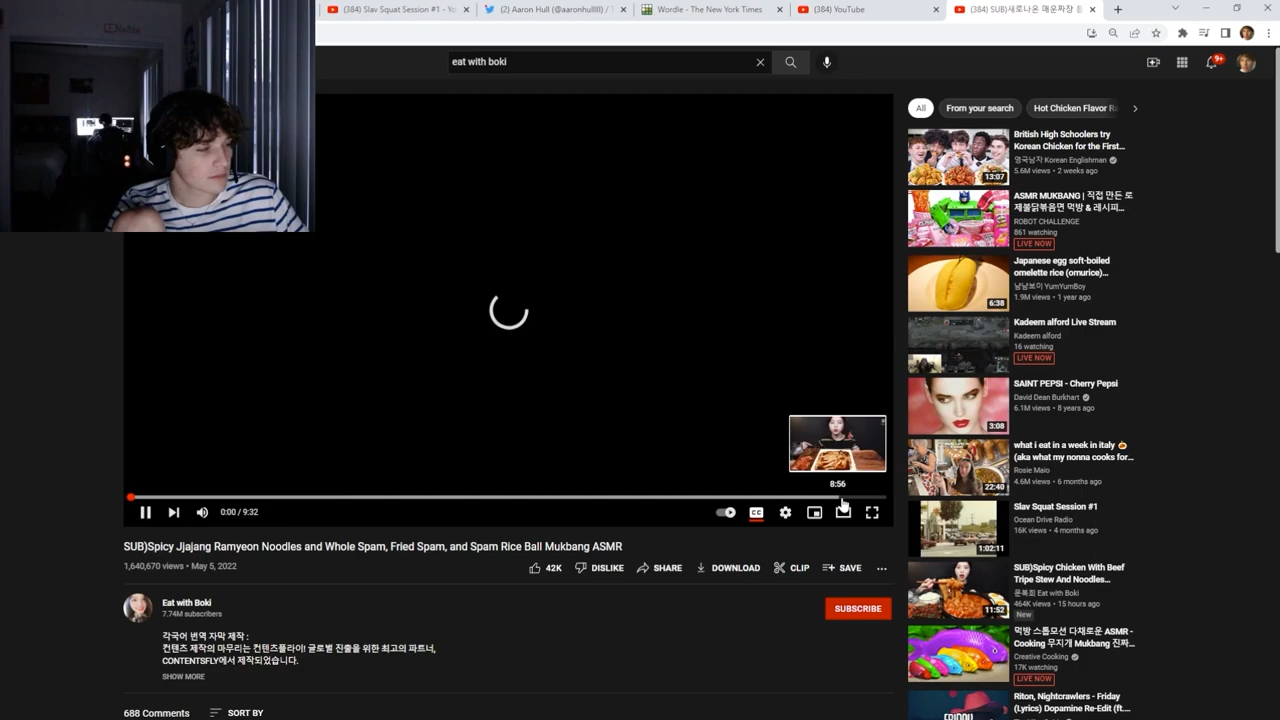 (384) Slav Squat Session #1 - Yo
(2) Aaron Hull (@aaronhulllll) / T
Wordle - The New York Times
(384) YouTube
(384) SUB)새로나온 매운짜장
eat with boki
9+
All
From your search
Hot Chicken Flavor R
British High Schoolers try
Korean Chicken for the First...
영국남자 Korean Englishman
5.6M views • 2 weeks ago
13:07
ASMR MUKBANG | 직접 만든 로
제불닭볶음면 먹방 & 레시피...
ROBOT CHALLENGE
861 watching
LIVE NOW
Japanese egg soft-boiled
omelette rice (omurice)...
냠냠보이 YumYumBoy
1.9M views • 1 year ago
6:38
Kadeem alford Live Stream
Kadeem alford
16 watching
LIVE NOW
SAINT PEPSI - Cherry Pepsi
David Dean Burkhart
6.1M views • 8 years ago
3:08
what i eat in a week in italy 🍝
(aka what my nonna cooks for...
Rosie Maio
4.6M views • 6 months ago
22:40
Slav Squat Session #1
Ocean Drive Radio
16K views • 4 months ago
1:02:11
SUB)Spicy Chicken With Beef
Tripe Stew And Noodles...
문복희 Eat with Boki
464K views • 15 hours ago
New
11:52
먹방 스톱모션 다채로운 ASMR -
Cooking 무지개 Mukbang 진짜...
Creative Cooking
17K watching
LIVE NOW
Riton, Nightcrawlers - Friday
(Lyrics) Dopamine Re-Edit (ft....
8:56
0:00 / 9:32
CC
SUB)Spicy Jjajang Ramyeon Noodles and Whole Spam, Fried Spam, and Spam Rice Ball Mukbang ASMR
1,640,670 views • May 5, 2022
42K
DISLIKE
SHARE
DOWNLOAD
CLIP
SAVE
Eat with Boki
7.74M subscribers
SUBSCRIBE
각국어 번역 자막 제작 :
컨텐츠 제작의 마무리는 컨텐츠플라이! 글로벌 진출을 위한 최고의 파트너,
CONTENTSFLY에서 제작되었습니다.
SHOW MORE
688 Comments
SORT BY